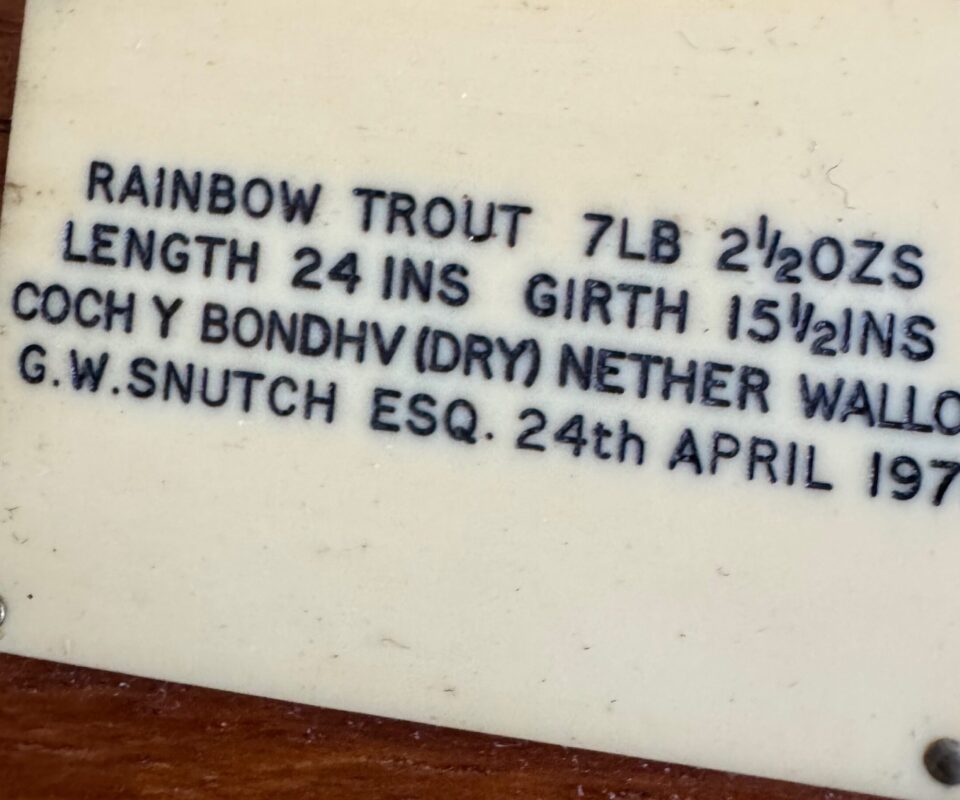 RAINBOW TROUT 7LB 2½OZS
LENGTH 24 INS GIRTH 15½INS
COCH Y BONDHV (DRY) NETHER WALLO
G.W.SNUTCH ESQ. 24th APRIL 197